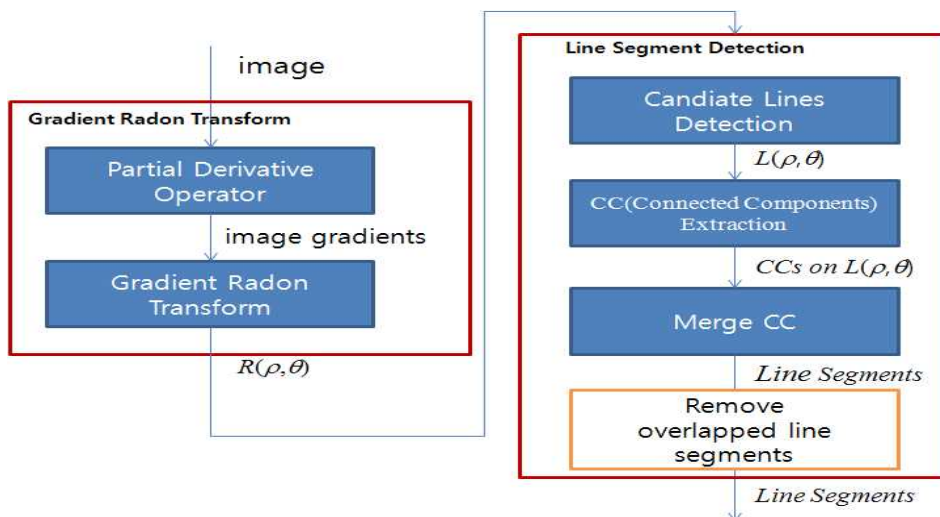 image
Gradient Radon Transform
Partial Derivative
Operator
image gradients
Gradient Radon
Transform
R(ρ,θ)
Line Segment Detection
Candiate Lines
Detection
L(ρ,θ)
CC(Connected Components)
Extraction
CCs on L(ρ,θ)
Merge CC
Line Segments
Remove
overlapped line
segments
Line Segments